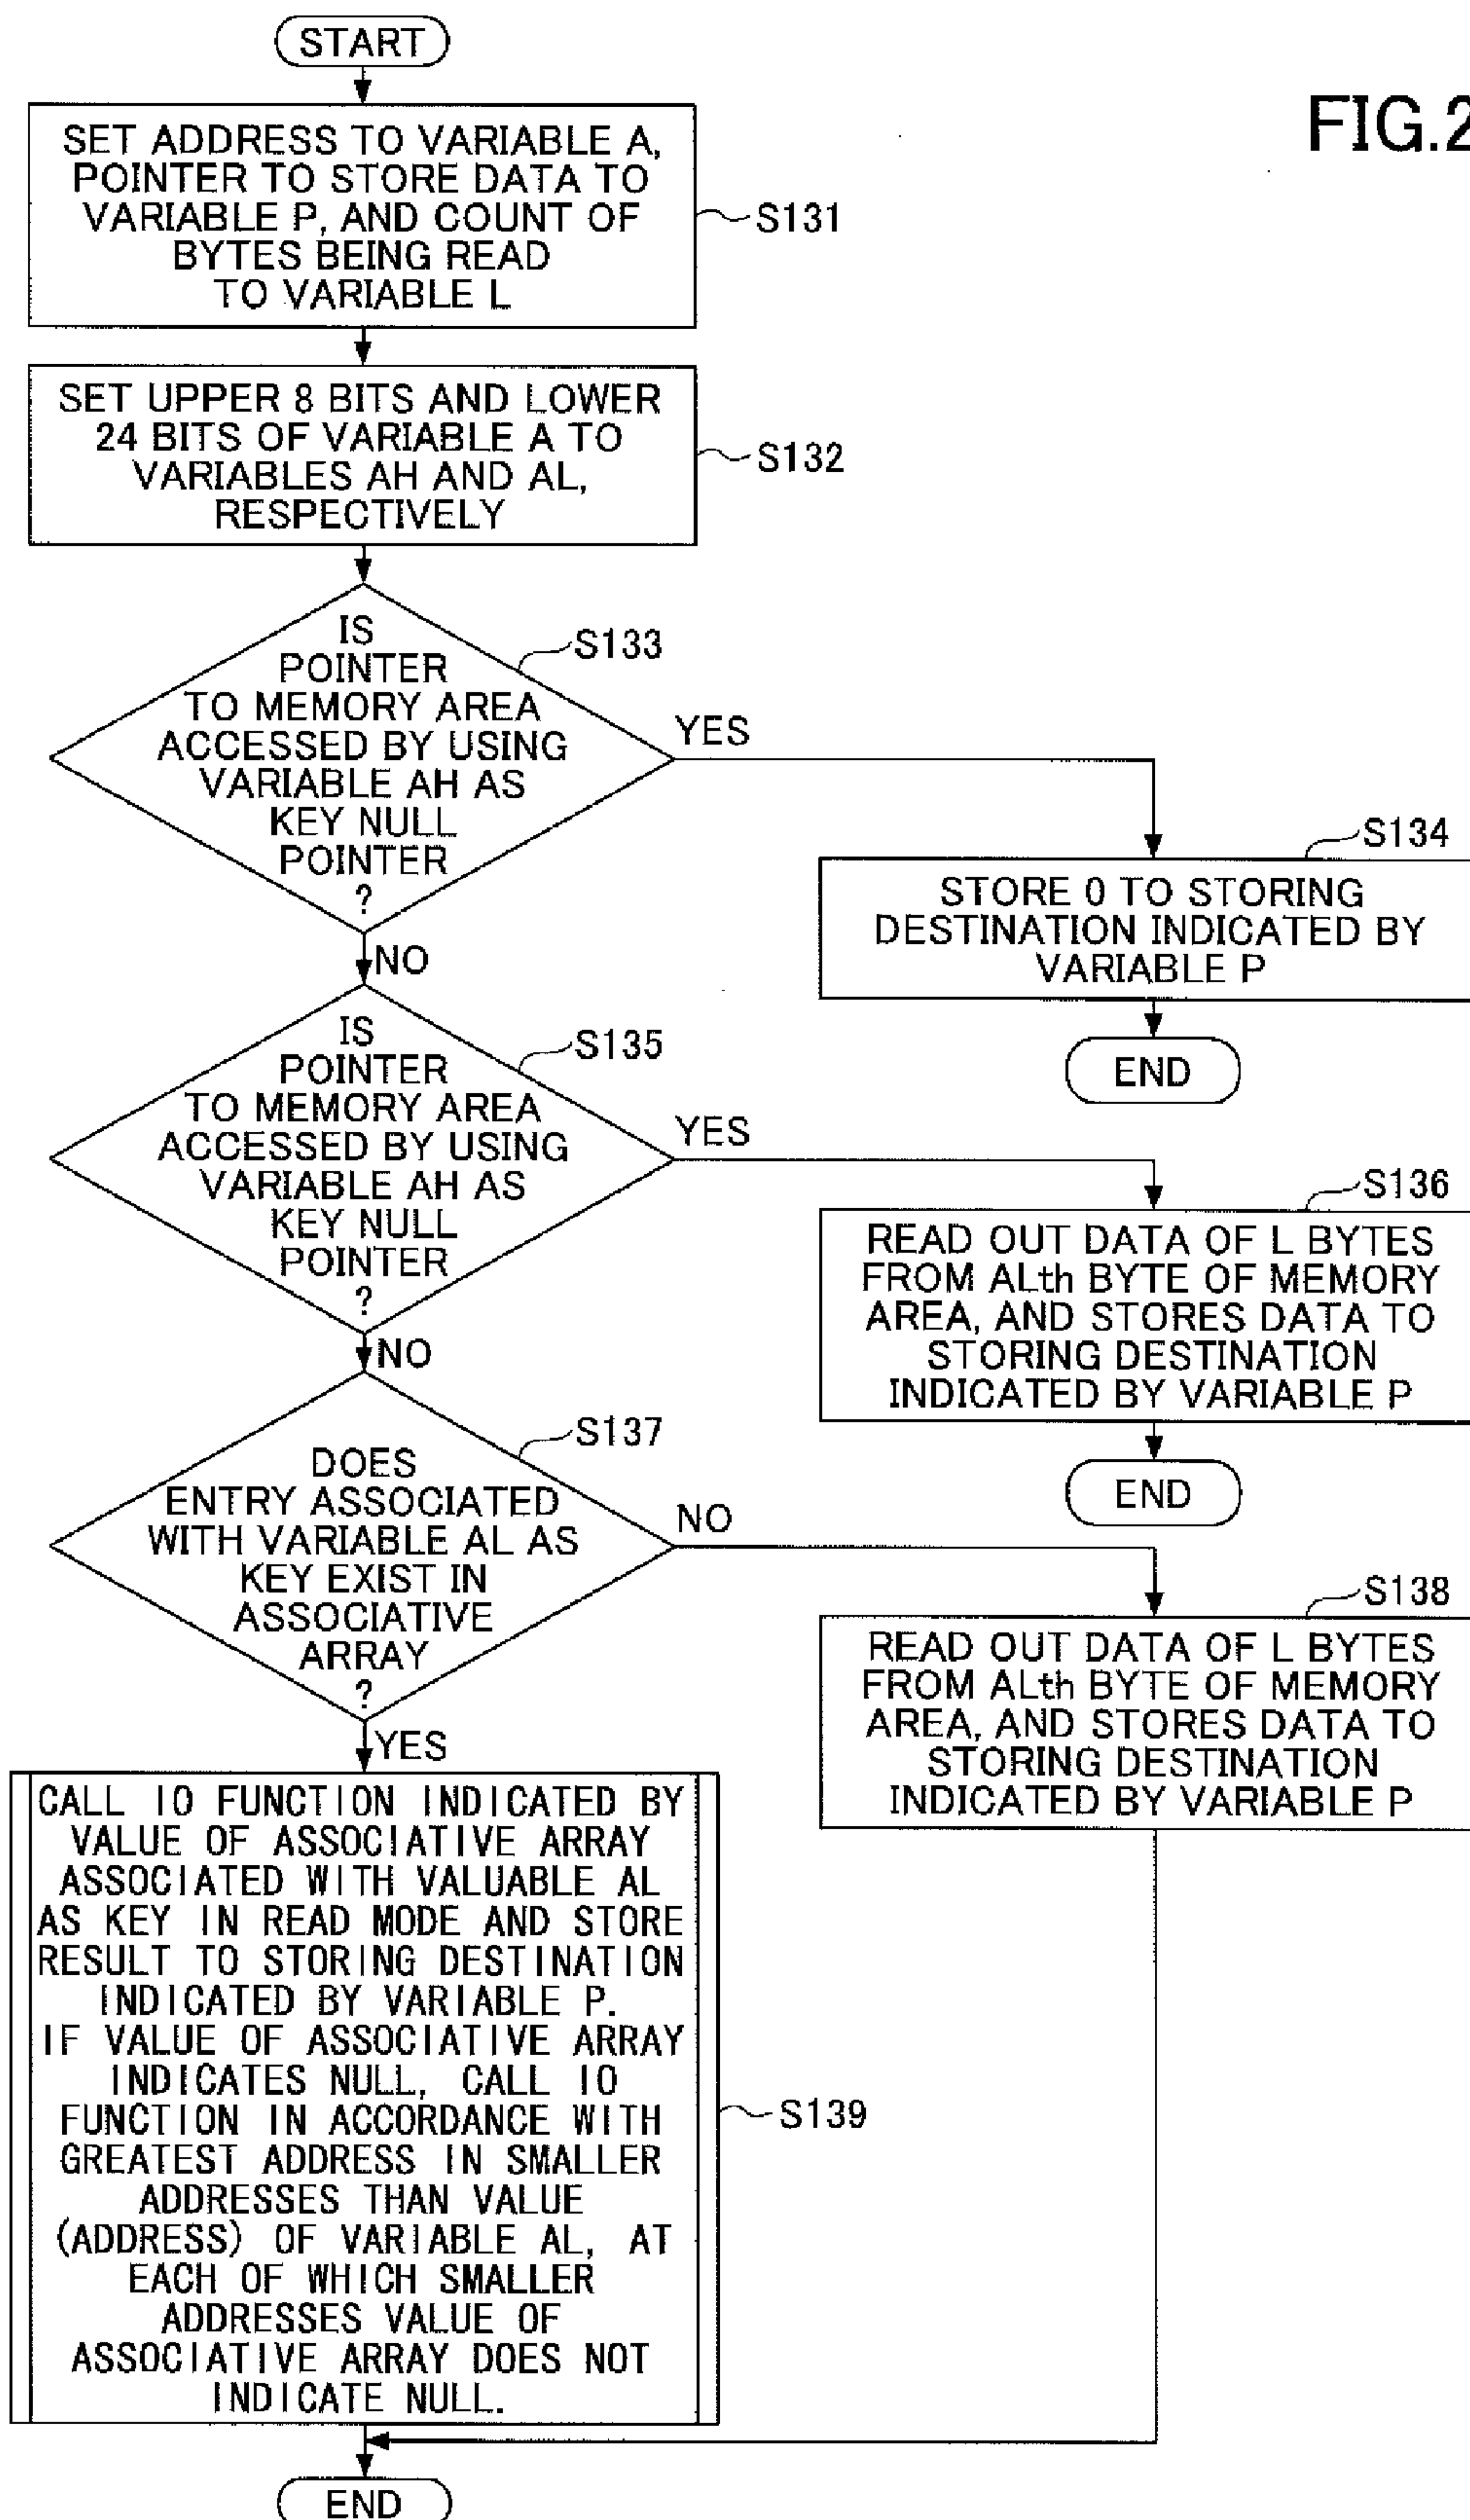 START
FIG.2
SET ADDRESS TO VARIABLE A,
POINTER TO STORE DATA TO
VARIABLE P, AND COUNT OF
BYTES BEING READ
TO VARIABLE L
S131
SET UPPER 8 BITS AND LOWER
24 BITS OF VARIABLE A TO
VARIABLES AH AND AL,
RESPECTIVELY
S132
IS
POINTER
TO MEMORY AREA
ACCESSED BY USING
VARIABLE AH AS
KEY NULL
POINTER
?
S133
YES
NO
S134
STORE 0 TO STORING
DESTINATION INDICATED BY
VARIABLE P
END
IS
POINTER
TO MEMORY AREA
ACCESSED BY USING
VARIABLE AH AS
KEY NULL
POINTER
?
S135
YES
NO
S136
READ OUT DATA OF L BYTES
FROM ALth BYTE OF MEMORY
AREA, AND STORES DATA TO
STORING DESTINATION
INDICATED BY VARIABLE P
END
DOES
ENTRY ASSOCIATED
WITH VARIABLE AL AS
KEY EXIST IN
ASSOCIATIVE
ARRAY
?
S137
NO
YES
S138
READ OUT DATA OF L BYTES
FROM ALth BYTE OF MEMORY
AREA, AND STORES DATA TO
STORING DESTINATION
INDICATED BY VARIABLE P
CALL IO FUNCTION INDICATED BY
VALUE OF ASSOCIATIVE ARRAY
ASSOCIATED WITH VALUABLE AL
AS KEY IN READ MODE AND STORE
RESULT TO STORING DESTINATION
INDICATED BY VARIABLE P.
IF VALUE OF ASSOCIATIVE ARRAY
INDICATES NULL, CALL IO
FUNCTION IN ACCORDANCE WITH
GREATEST ADDRESS IN SMALLER
ADDRESSES THAN VALUE
(ADDRESS) OF VARIABLE AL, AT
EACH OF WHICH SMALLER
ADDRESSES VALUE OF
ASSOCIATIVE ARRAY DOES NOT
INDICATE NULL.
S139
END